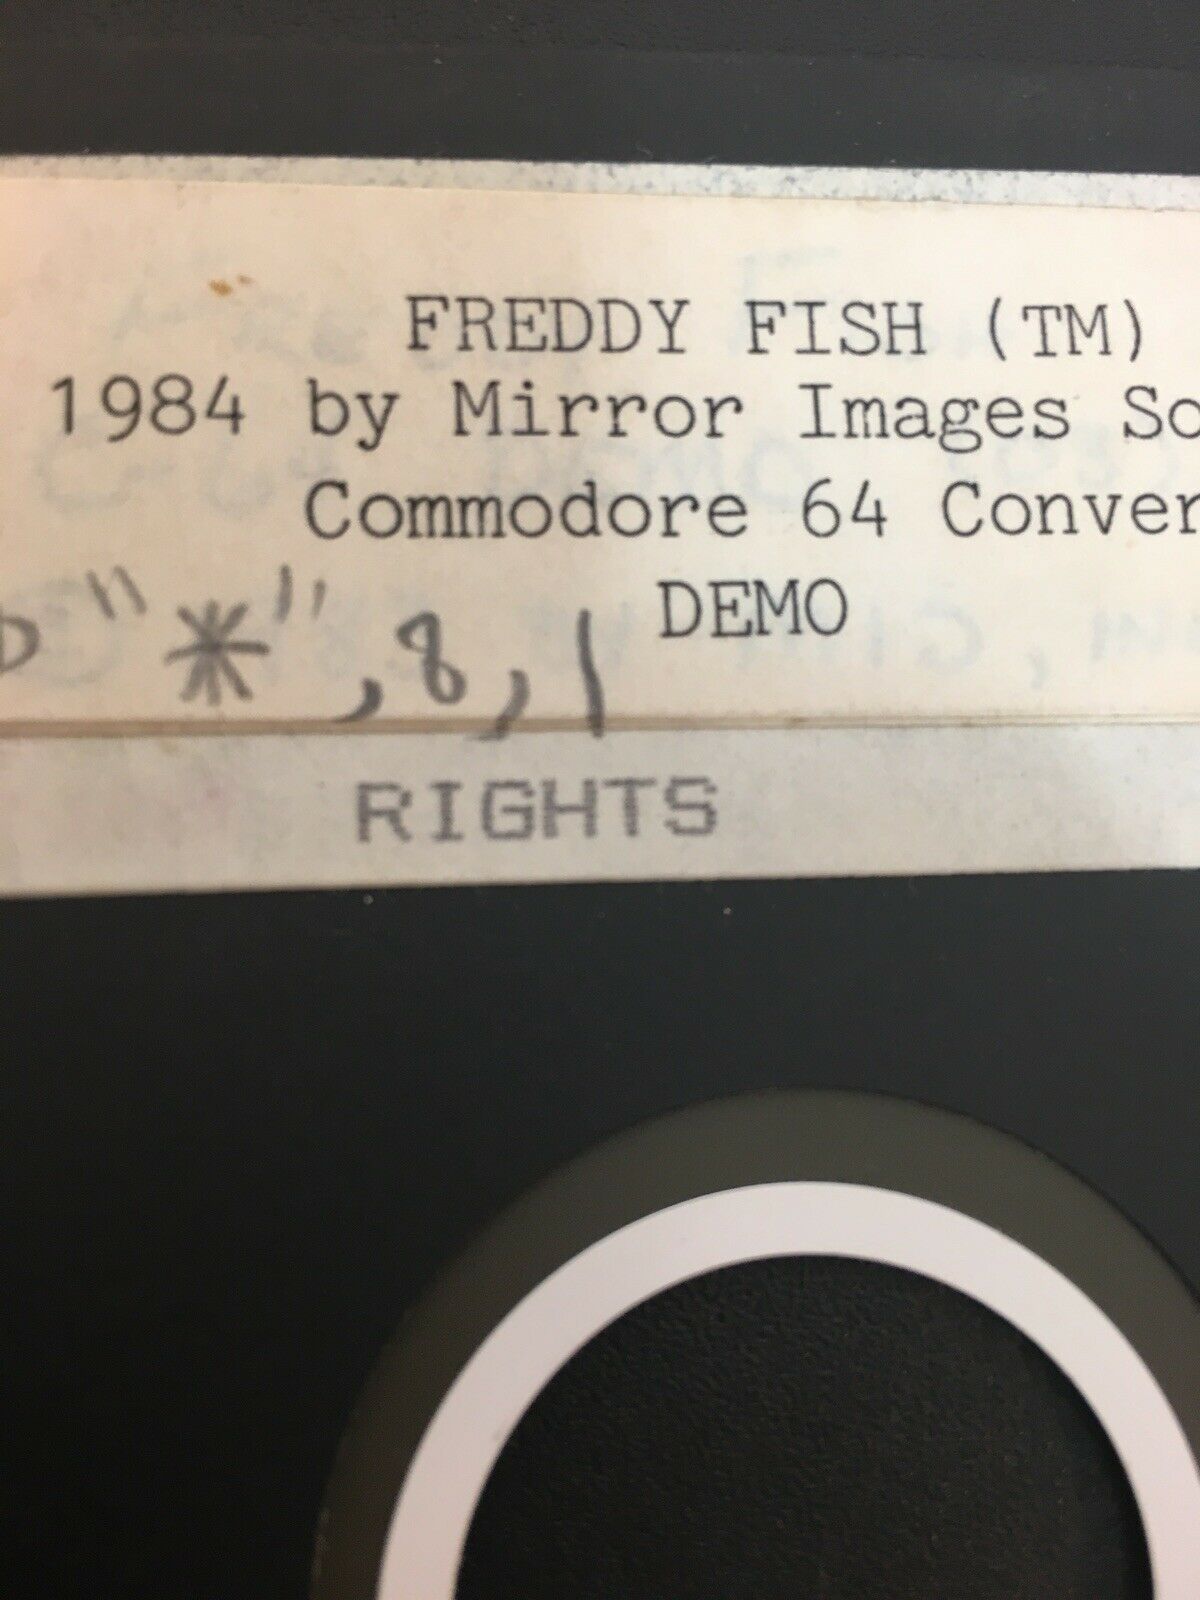 FREDDY FISH (TM)
1984 by Mirror Images So
Commodore 64 Conver
DEMO
"*",8,1
RIGHTS